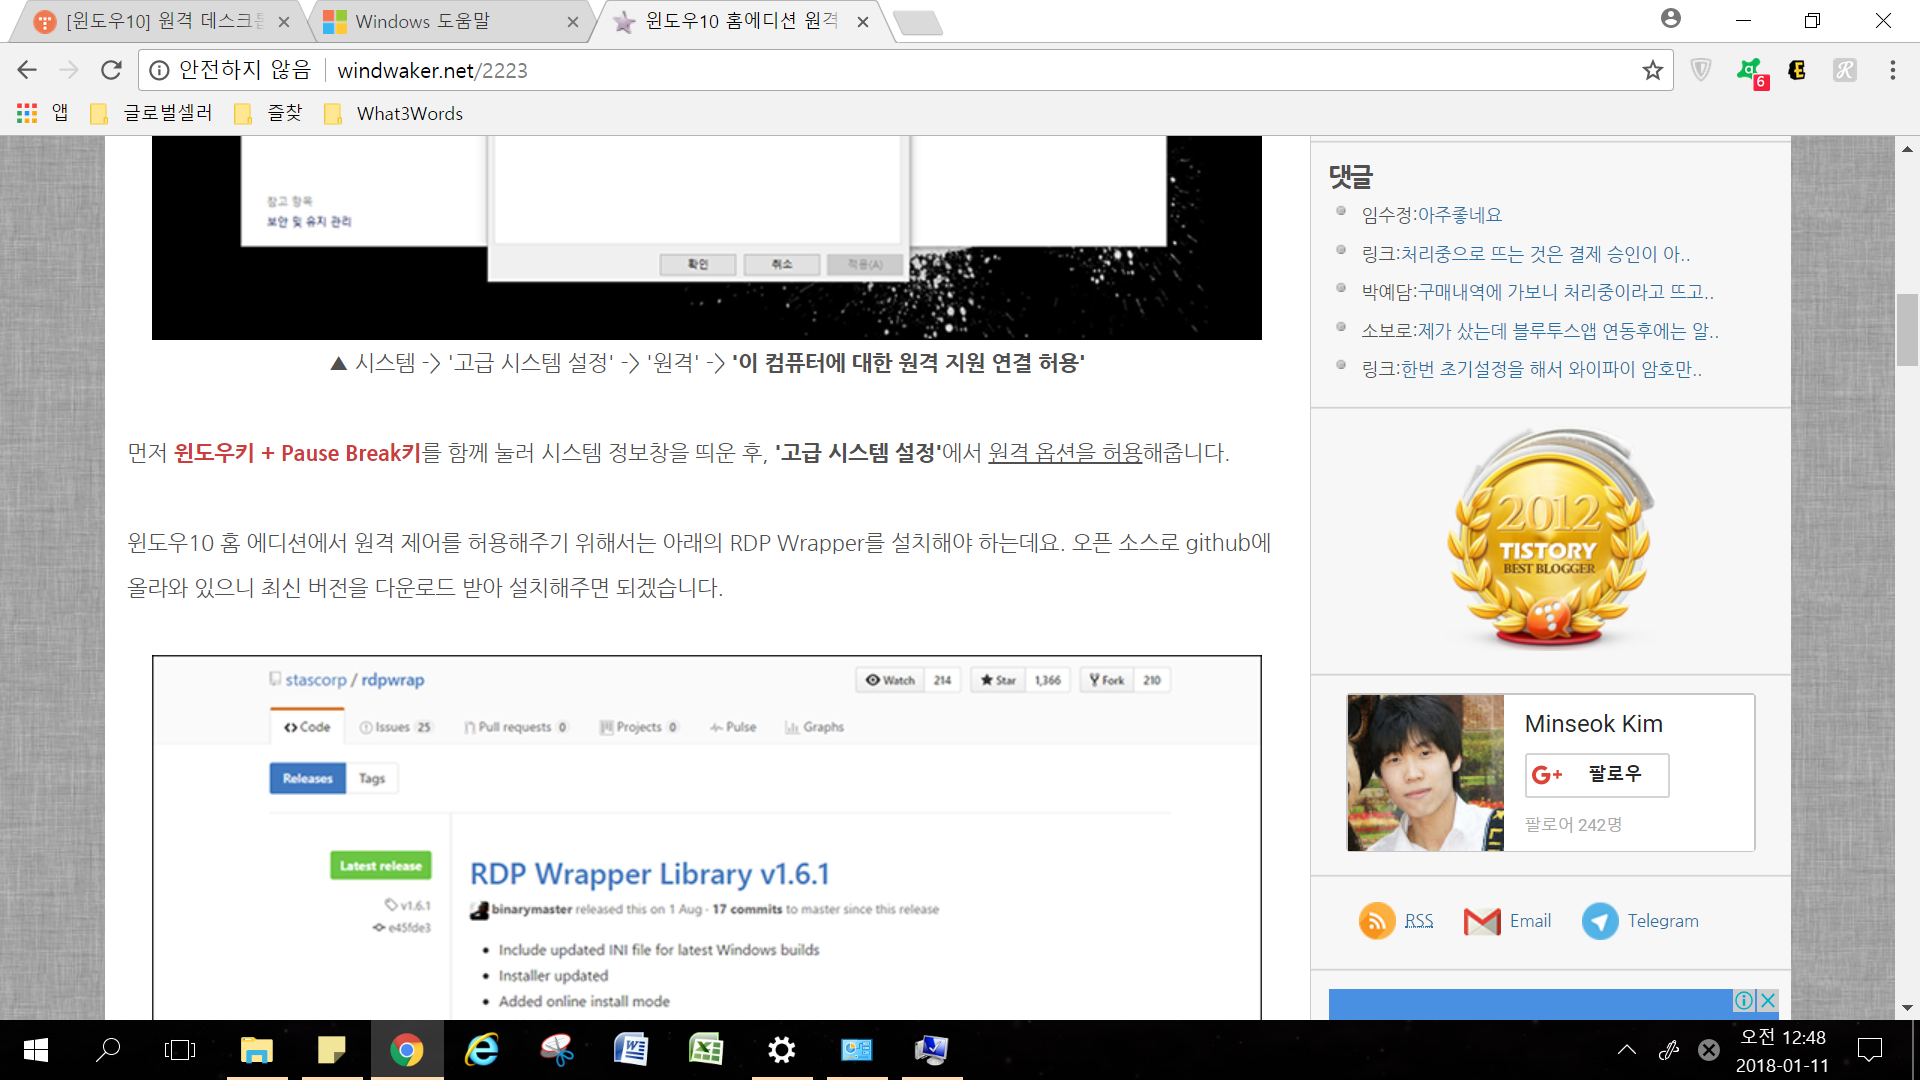 [윈도우10] 원격 데스크톱
Windows 도움말
윈도우10 홈에디션 원격
안전하지 않음
windwaker.net/2223
6
앱
글로벌셀러
즐찾
What3Words
참고 항목
보안 및 유지 관리
확인
취소
적용(A)
▲ 시스템 -> '고급 시스템 설정' -> '원격' -> '이 컴퓨터에 대한 원격 지원 연결 허용'
먼저 윈도우키 + Pause Break키를 함께 눌러 시스템 정보창을 띄운 후, '고급 시스템 설정'에서 원격 옵션을 허용해줍니다.
윈도우10 홈 에디션에서 원격 제어를 허용해주기 위해서는 아래의 RDP Wrapper를 설치해야 하는데요. 오픈 소스로 github에
올라와 있으니 최신 버전을 다운로드 받아 설치해주면 되겠습니다.
stascorp / rdpwrap
Watch 214
Star 1,366
Fork 210
Code
Issues 25
Pull requests 0
Projects 0
Pulse
Graphs
Releases
Tags
Latest release
v1.6.1
e45fde3
RDP Wrapper Library v1.6.1
binarymaster released this on 1 Aug · 17 commits to master since this release
Include updated INI file for latest Windows builds
Installer updated
Added online install mode
댓글
임수정:아주좋네요
링크:처리중으로 뜨는 것은 결제 승인이 아..
박예담:구매내역에 가보니 처리중이라고 뜨고..
소보로:제가 샀는데 블루투스앱 연동후에는 알..
링크:한번 초기설정을 해서 와이파이 암호만..
2012
TISTORY
BEST BLOGGER
Minseok Kim
G+ 팔로우
팔로어 242명
RSS
Email
Telegram
오전 12:48
2018-01-11